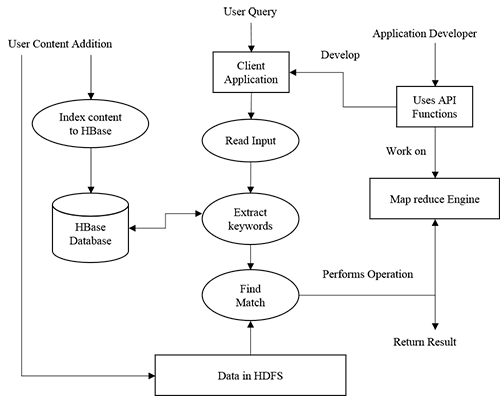 User Query
User Content Addition
Application Developer
Develop
Client
Application
Uses API
Functions
Index content
to HBase
Read Input
Work on
HBase
Database
Extract
keywords
Map reduce Engine
Find
Match
Performs Operation
Return Result
Data in HDFS